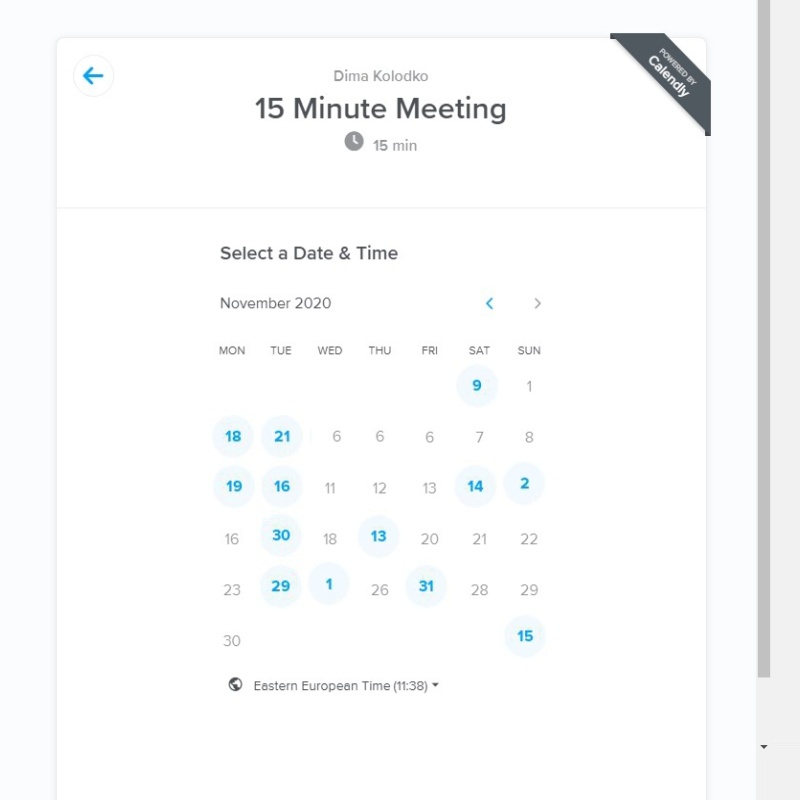 POWERED BY
Calendly
Dima Kolodko
15 Minute Meeting
15 min
Select a Date & Time
November 2020
MON TUE WED THU FRI SAT SUN
9 1
18 21 6 6 6 7 8
19 16 11 12 13 14 2
16 30 18 13 20 21 22
23 29 1 26 31 28 29
30 15
Eastern European Time (11:38)